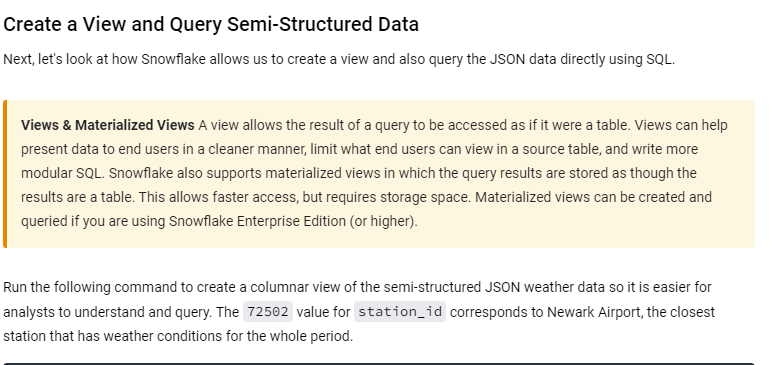 Create a View and Query Semi-Structured Data
Next, let's look at how Snowflake allows us to create a view and also query the JSON data directly using SQL.
Views & Materialized Views A view allows the result of a query to be accessed as if it were a table. Views can help
present data to end users in a cleaner manner, limit what end users can view in a source table, and write more
modular SQL. Snowflake also supports materialized views in which the query results are stored as though the
results are a table. This allows faster access, but requires storage space. Materialized views can be created and
queried if you are using Snowflake Enterprise Edition (or higher).
Run the following command to create a columnar view of the semi-structured JSON weather data so it is easier for
analysts to understand and query. The 72502 value for station_id corresponds to Newark Airport, the closest
station that has weather conditions for the whole period.